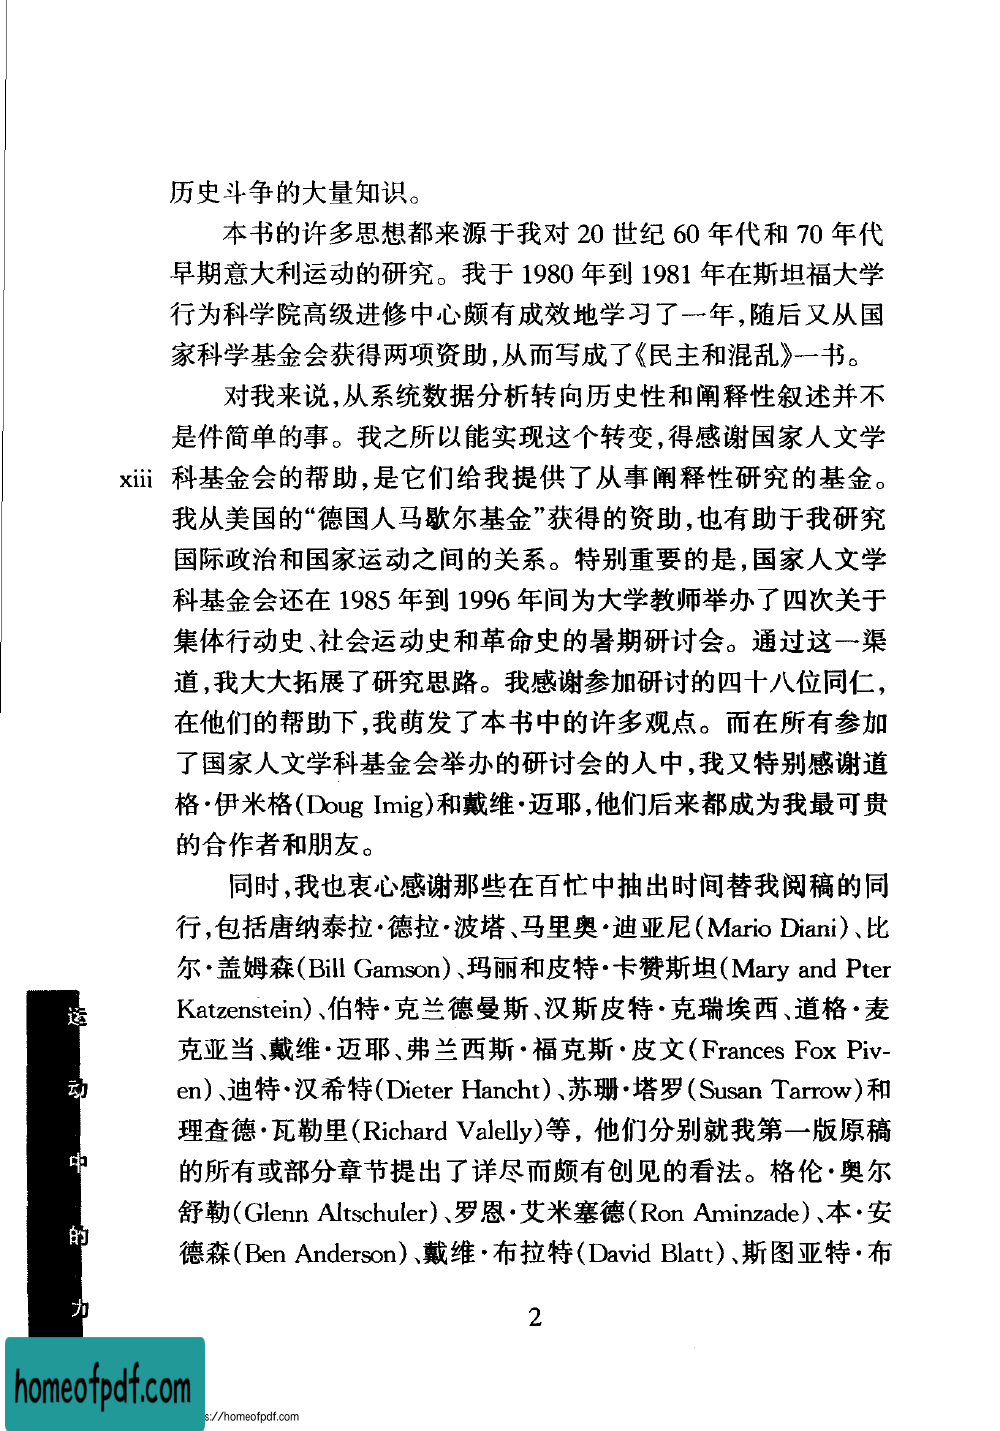 历史斗争的大量知识。
本书的许多思想都来源于我对 20 世纪 60 年代和 70 年代
早期意大利运动的研究。我于 1980 年到 1981 年在斯坦福大学
行为科学院高级进修中心颇有成效地学习了一年,随后又从国
家科学基金会获得两项资助,从而写成了《民主和混乱》一书。
对我来说,从系统数据分析转向历史性和阐释性叙述并不
是件简单的事。我之所以能实现这个转变,得感谢国家人文学
xiii 科基金会的帮助,是它们给我提供了从事阐释性研究的基金。
我从美国的“德国人马歇尔基金”获得的资助,也有助于我研究
国际政治和国家运动之间的关系。特别重要的是,国家人文学
科基金会还在 1985 年到 1996 年间为大学教师举办了四次关于
集体行动史、社会运动史和革命史的暑期研讨会。通过这一渠
道,我大大拓展了研究思路。我感谢参加研讨的四十八位同仁,
在他们的帮助下,我萌发了本书中的许多观点。而在所有参加
了国家人文学科基金会举办的研讨会的人中,我又特别感谢道
格·伊米格(Doug Imig)和戴维·迈耶,他们后来都成为我最可贵
的合作者和朋友。
同时,我也衷心感谢那些在百忙中抽出时间替我阅稿的同
行,包括唐纳泰拉·德拉·波塔、马里奥·迪亚尼(Mario Diani)、比
尔·盖姆森(Bill Gamson)、玛丽和皮特·卡赞斯坦(Mary and Pter
Katzenstein)、伯特·克兰德曼斯、汉斯皮特·克瑞埃西、道格·麦
克亚当、戴维·迈耶、弗兰西斯·福克斯·皮文(Frances Fox Piv-
en)、迪特·汉希特(Dieter Hancht)、苏珊·塔罗(Susan Tarrow)和
理查德·瓦勒里(Richard Valelly)等, 他们分别就我第一版原稿
的所有或部分章节提出了详尽而颇有创见的看法。格伦·奥尔
舒勒(Glenn Altschuler)、罗恩·艾米塞德(Ron Aminzade)、本·安
德森(Ben Anderson)、戴维·布拉特(David Blatt)、斯图亚特·布
运
动
中
的
力
2
homeofpdf.com
s://homeofpdf.com